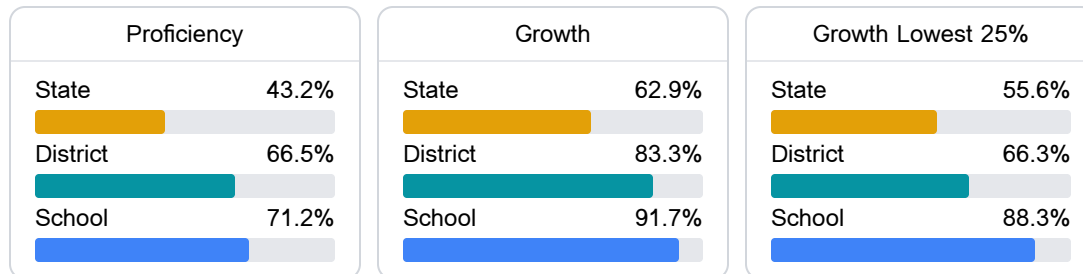 Proficiency
State 43.2%
District 66.5%
School 71.2%
Growth
State 62.9%
District 83.3%
School 91.7%
Growth Lowest 25%
State 55.6%
District 66.3%
School 88.3%